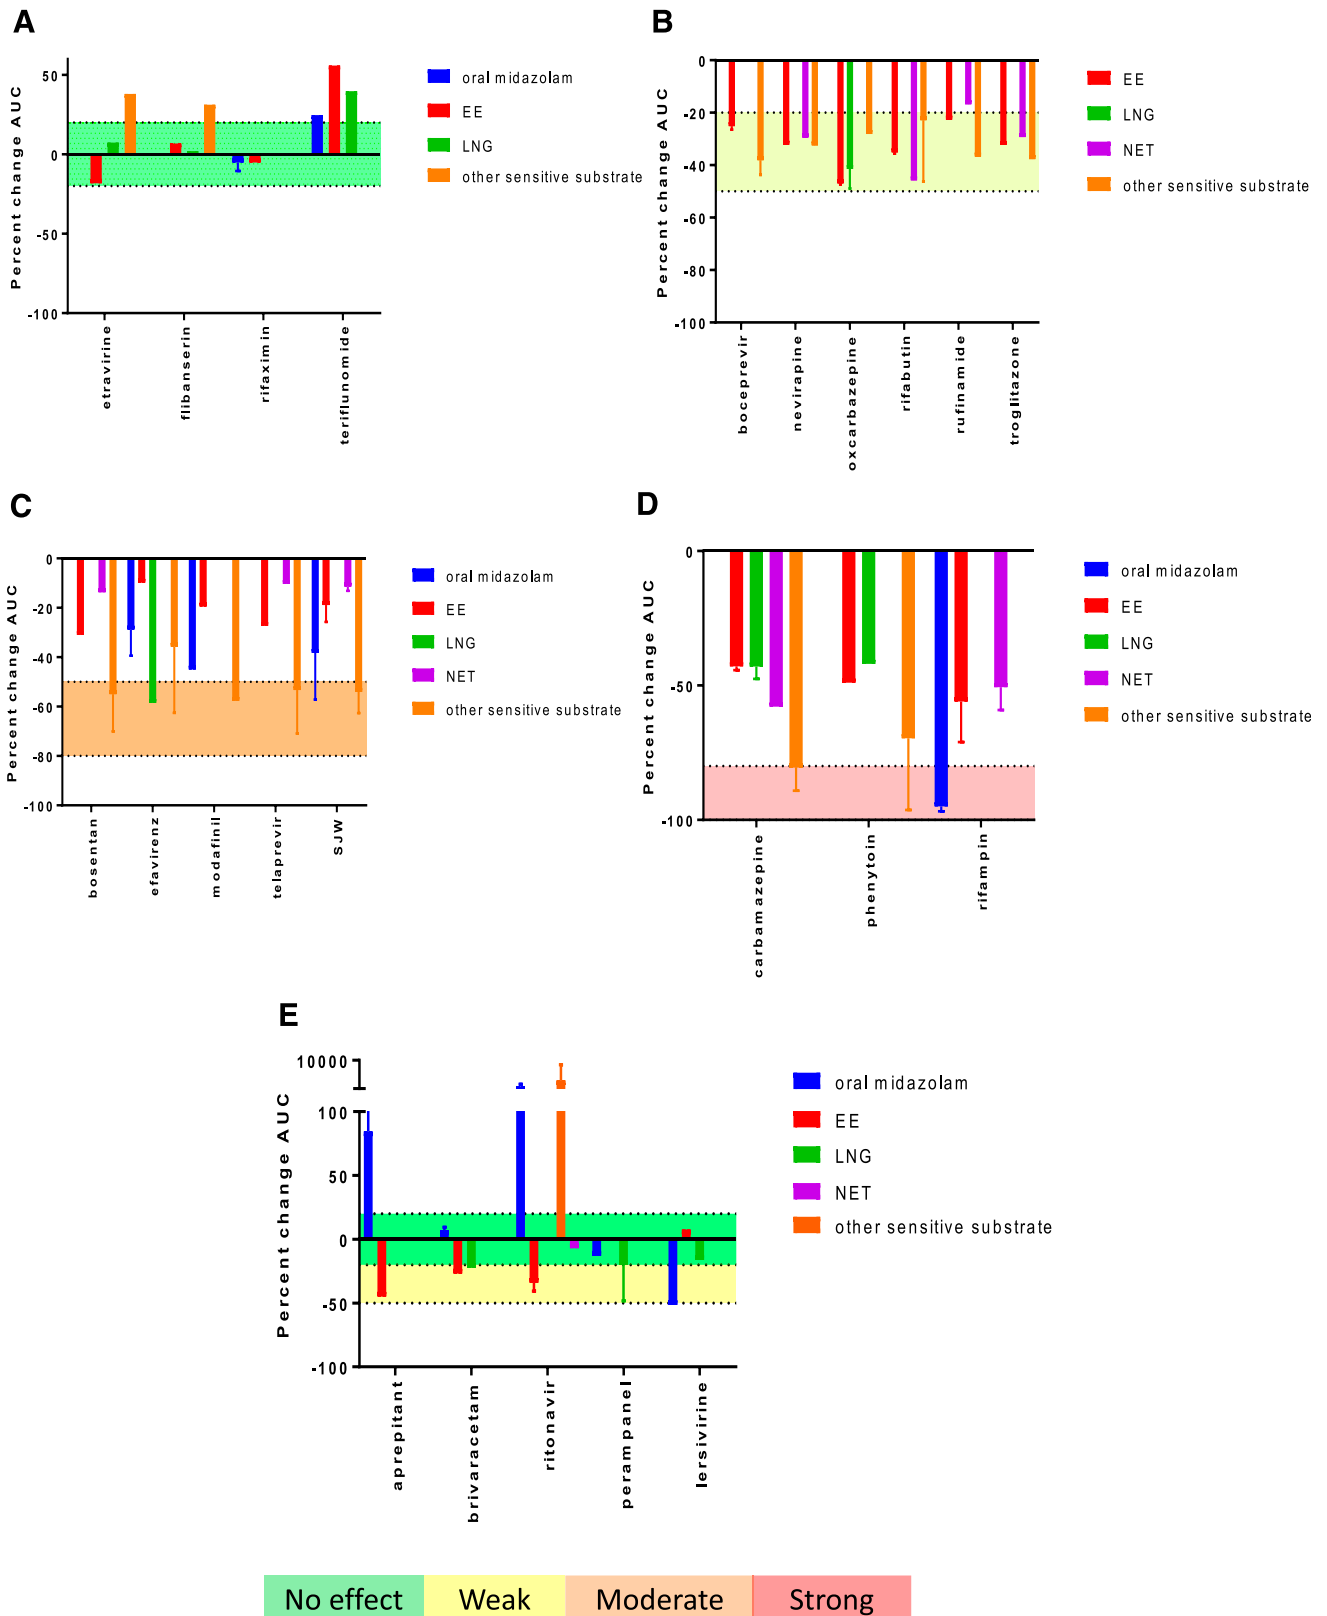 A
Percent change AUC
50
0
-50
-100
etravirine
flibanserin
rifaximin
teriflunomide
oral midazolam
EE
LNG
other sensitive substrate
B
Percent change AUC
0
-20
-40
-60
-80
-100
boceprevir
nevirapine
oxcarbazepine
rifabutin
rufinamide
troglitazone
EE
LNG
NET
other sensitive substrate
C
Percent change AUC
0
-20
-40
-60
-80
-100
bosentan
efavirenz
modafinil
telaprevir
SJW
oral midazolam
EE
LNG
NET
other sensitive substrate
D
Percent change AUC
0
-50
-100
carbamazepine
phenytoin
rifampin
oral midazolam
EE
LNG
NET
other sensitive substrate
E
Percent change AUC
10000
100
50
0
-50
-100
aprepitant
brivaracetam
ritonavir
perampanel
lersivirine
oral midazolam
EE
LNG
NET
other sensitive substrate
No effect Weak Moderate Strong